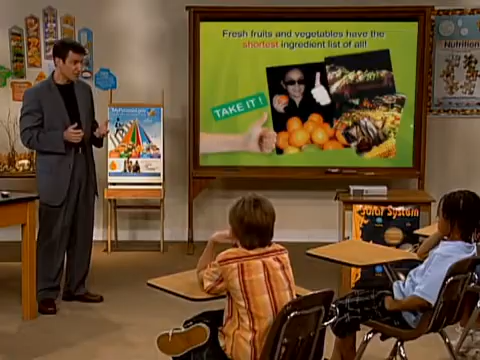 Fresh fruits and vegetables have the
shortest ingredient list of all!
TAKE IT!
Nutrition
Solar System